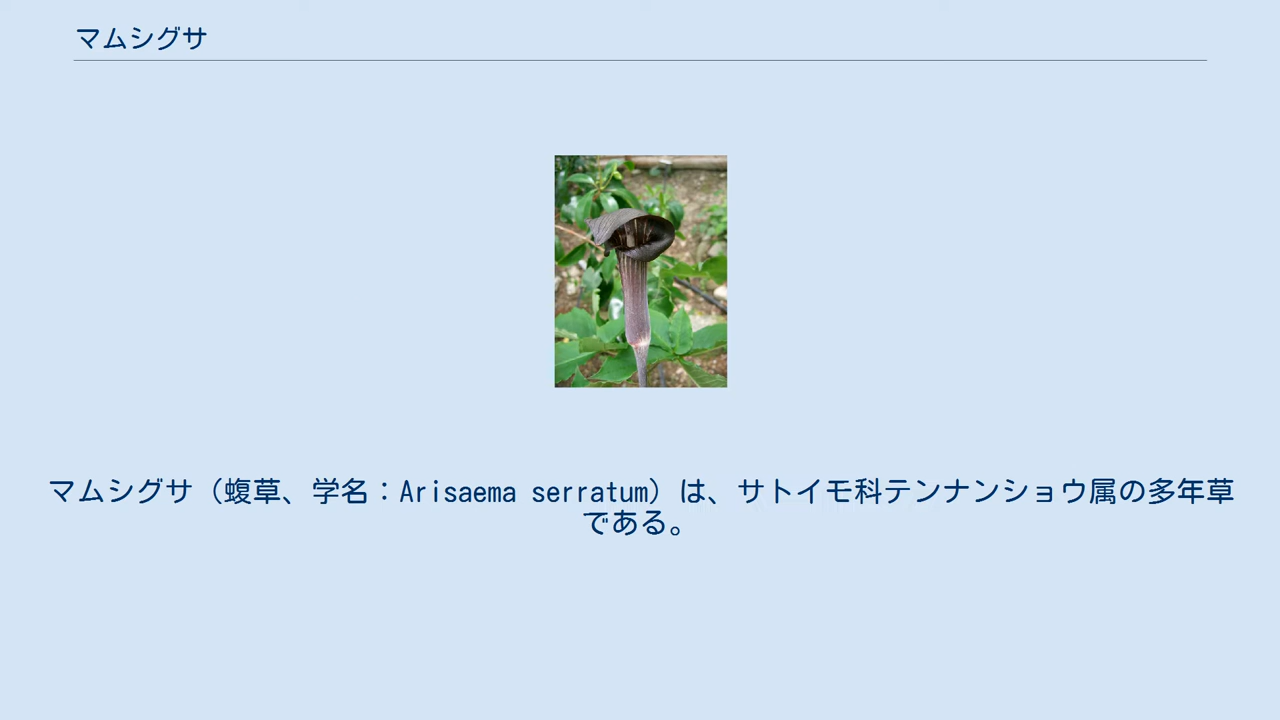 マムシグサ
マムシグサ（蝮草、学名：Arisaema serratum）は、サトイモ科テンナンショウ属の多年草
である。